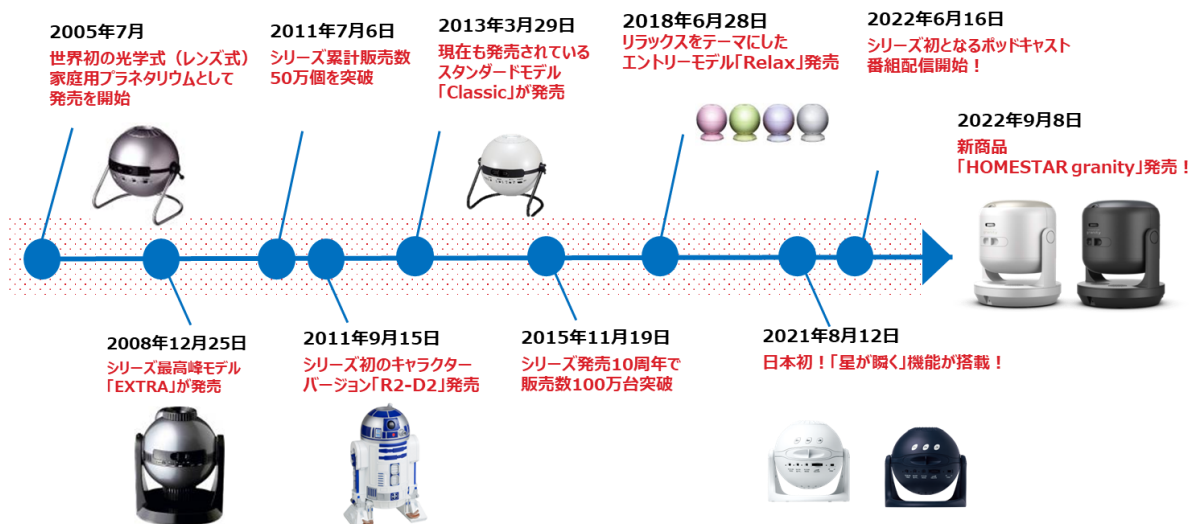 2005年7月
世界初の光学式（レンズ式）
家庭用プラネタリウムとして
発売を開始
2008年12月25日
シリーズ最高峰モデル
「EXTRA」が発売
2011年7月6日
シリーズ累計販売数
50万個を突破
2011年9月15日
シリーズ初のキャラクター
バージョン「R2-D2」発売
2013年3月29日
現在も発売されている
スタンダードモデル
「Classic」が発売
2015年11月19日
シリーズ発売10周年で
販売数100万台突破
2018年6月28日
リラックスをテーマにした
エントリーモデル「Relax」発売
2021年8月12日
日本初！「星が瞬く」機能が搭載！
2022年6月16日
シリーズ初となるポッドキャスト
番組配信開始！
2022年9月8日
新商品
「HOMESTAR granity」発売！